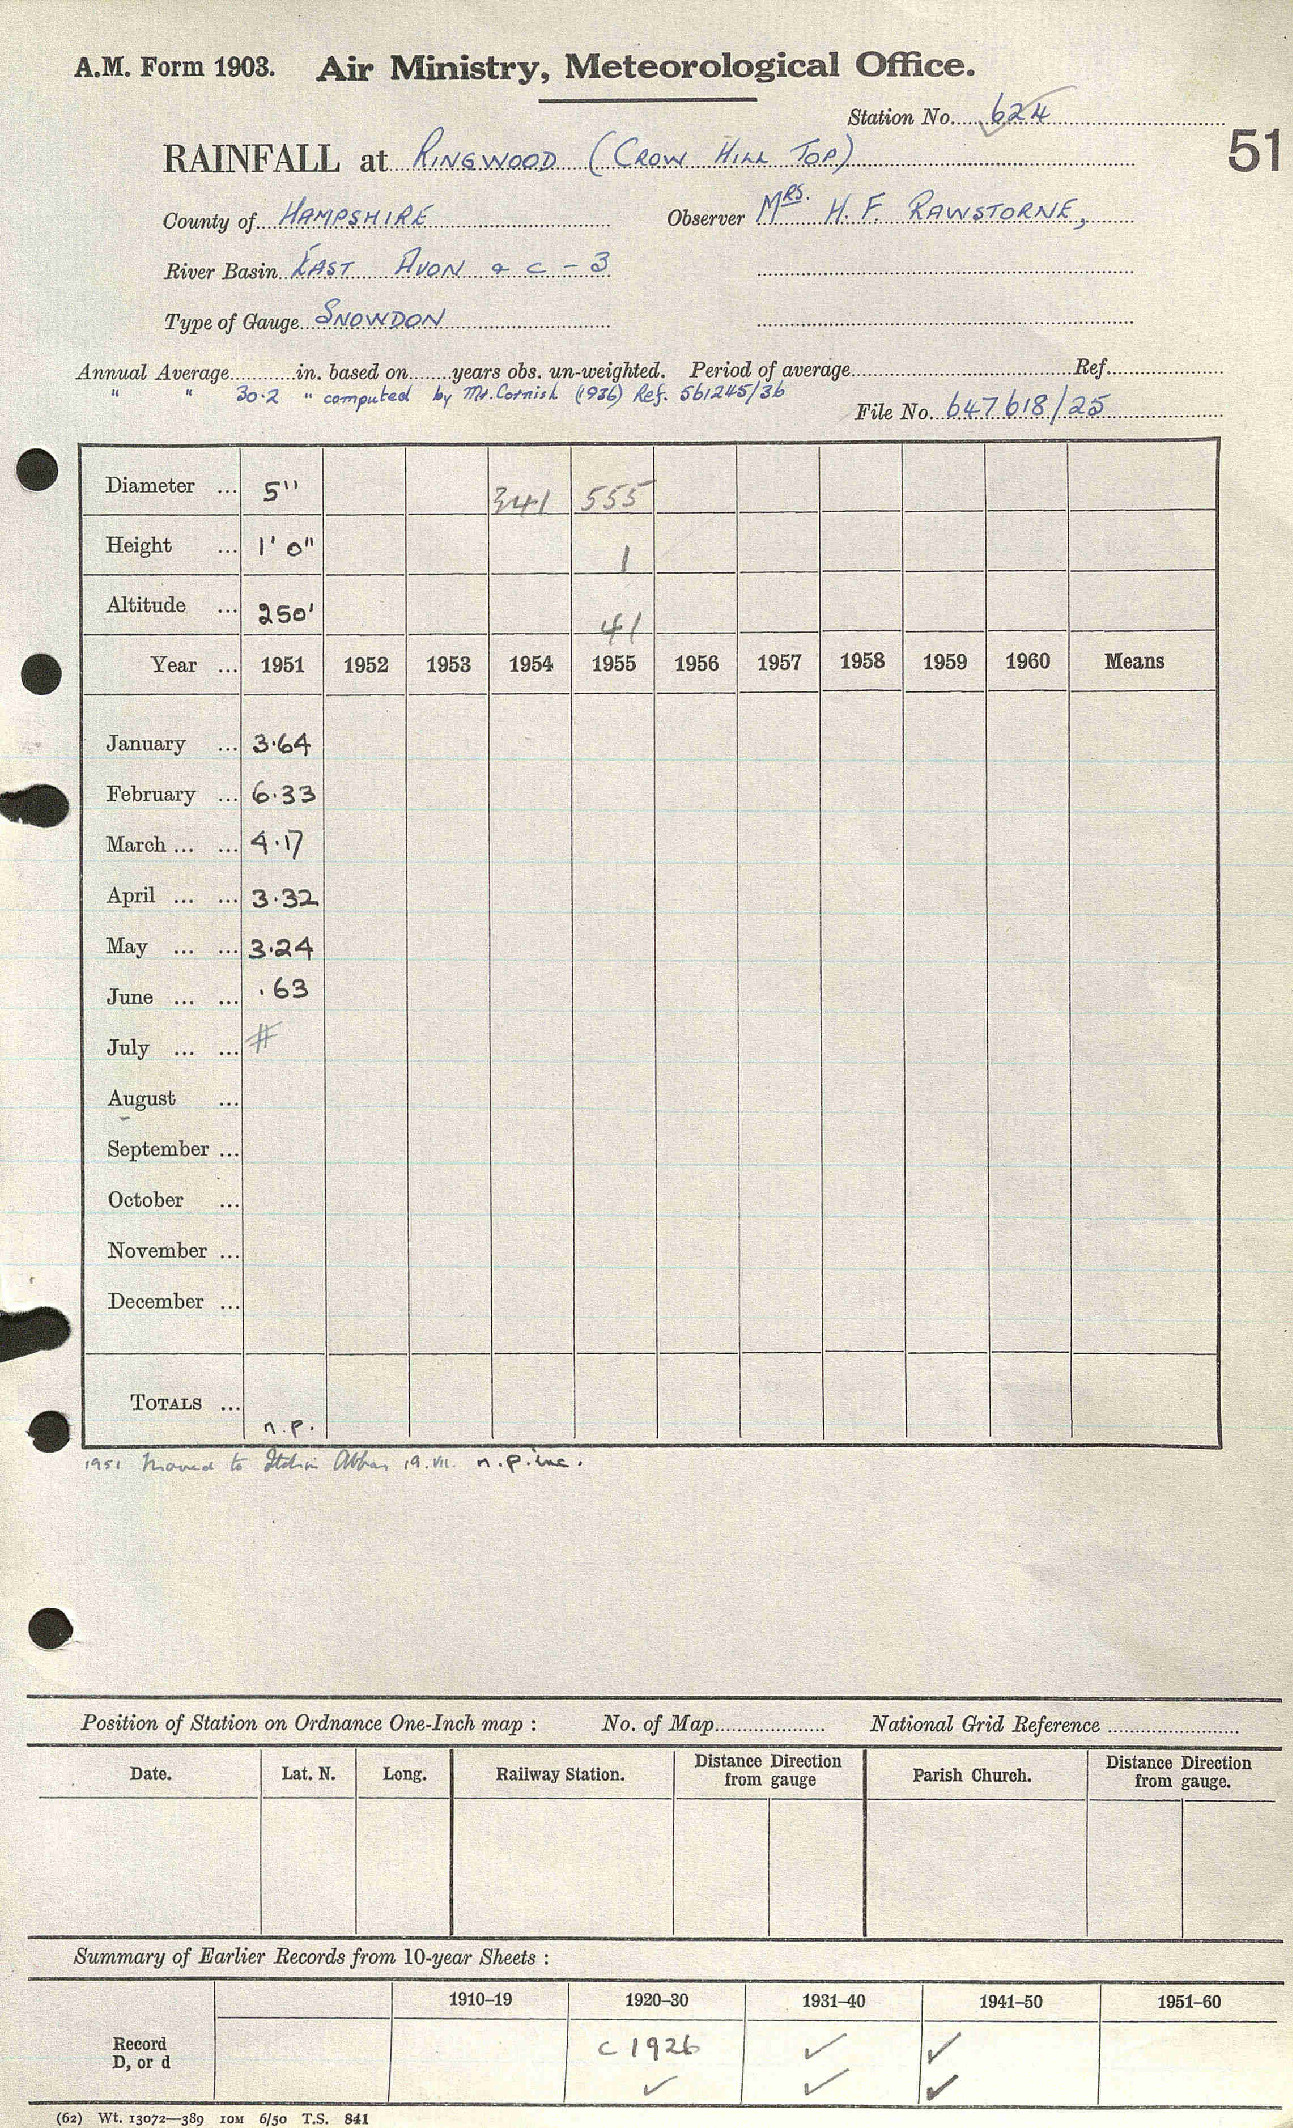 A.M. Form 1903. Air Ministry, Meteorological Office.
Station No. 624
51
RAINFALL at RINGWOOD (CROW HILL TOP)
County of HAMPSHIRE Observer MRS. H. F. RAWSTORNE,
River Basin EAST AVON & C - 3
Type of Gauge SNOWDON
Annual Average in. based on years obs. un-weighted. Period of average Ref.
" " 30.2 " computed by Mr. Cornish (1936) Ref. 561245/36
File No. 647618/25
Diameter ... 5" 341 555
Height ... 1' 0" 1
Altitude ... 250' 41
Year ... 1951 1952 1953 1954 1955 1956 1957 1958 1959 1960 Means
January ... 3.64
February ... 6.33
March ... ... 4.17
April ... ... 3.32
May ... ... 3.24
June ... ... .63
July ... ... #
August ...
September ...
October ...
November ...
December ...
TOTALS ... n.p.
1951 Moved to Itchin Abbas 19.VII. n.p. inc.
Position of Station on Ordnance One-Inch map : No. of Map National Grid Reference
Date. Lat. N. Long. Railway Station. Distance Direction from gauge Parish Church. Distance Direction from gauge.
Summary of Earlier Records from 10-year Sheets :
1910–19 1920–30 1931–40 1941–50 1951–60
Record c 1926 ✓ ✓
D, or d ✓ ✓ ✓
(62) Wt. 13072—389 10M 6/50 T.S. 841